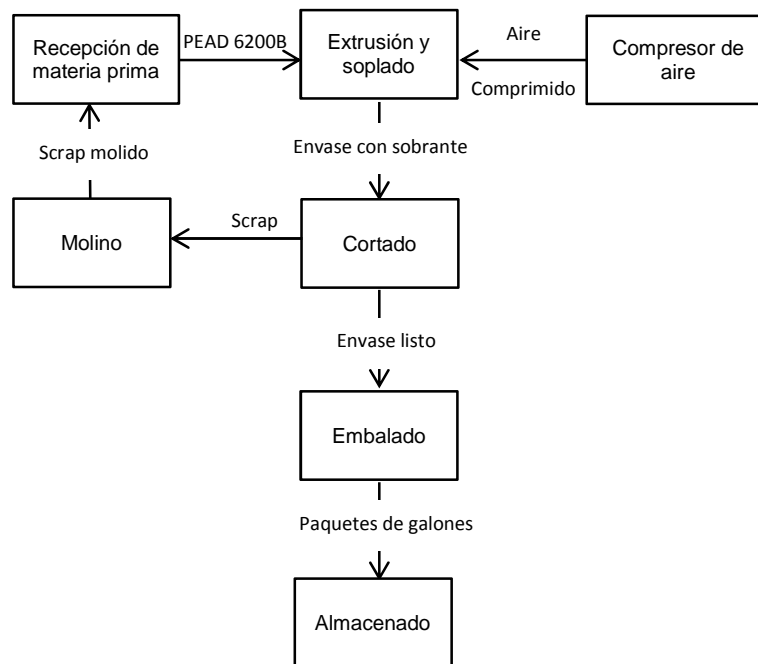 Recepción de
materia prima
PEAD 6200B
Extrusión y
soplado
Aire
Comprimido
Compresor de
aire
Scrap molido
Envase con sobrante
Molino
Scrap
Cortado
Envase listo
Embalado
Paquetes de galones
Almacenado